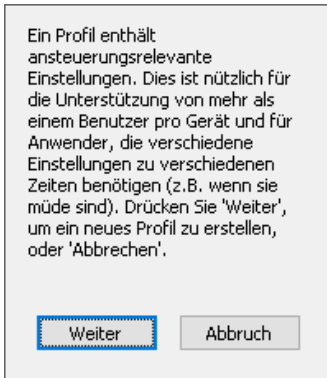 Ein Profil enthält
ansteuerungsrelevante
Einstellungen. Dies ist nützlich für
die Unterstützung von mehr als
einem Benutzer pro Gerät und für
Anwender, die verschiedene
Einstellungen zu verschiedenen
Zeiten benötigen (z.B. wenn sie
müde sind). Drücken Sie 'Weiter',
um ein neues Profil zu erstellen,
oder 'Abbrechen'.
Weiter Abbruch